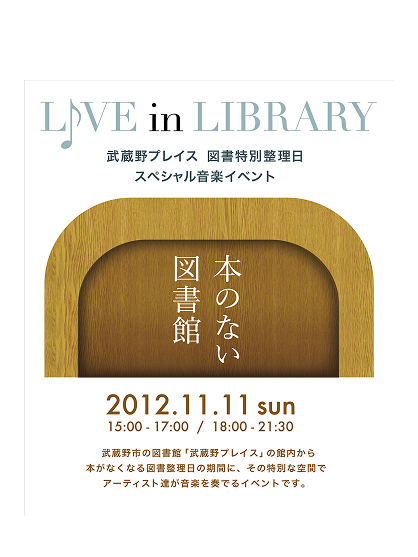 LIVE in LIBRARY
武蔵野プレイス 図書特別整理日
スペシャル音楽イベント
本のない
図書館
2012.11.11 sun
15:00 - 17:00 / 18:00 - 21:30
武蔵野市の図書館「武蔵野プレイス」の館内から
本がなくなる図書整理日の期間に、その特別な空間で
アーティスト達が音楽を奏でるイベントです。